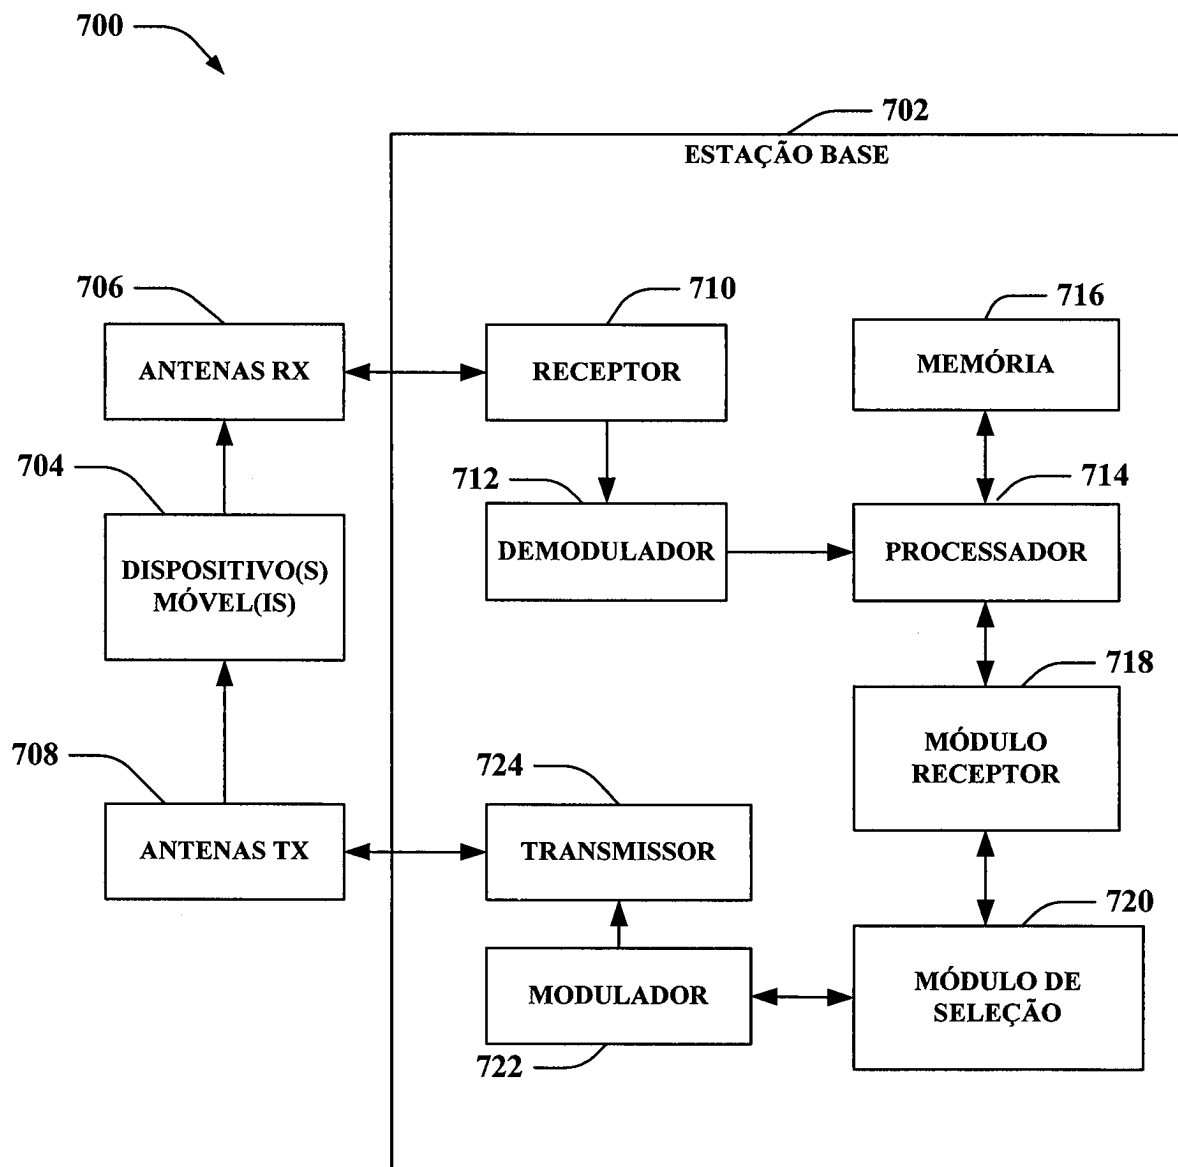 700
702
ESTAÇÃO BASE
706
710
716
ANTENAS RX
RECEPTOR
MEMÓRIA
704
712
714
DISPOSITIVO(S)
MÓVEL(IS)
DEMODULADOR
PROCESSADOR
718
708
724
MÓDULO
RECEPTOR
ANTENAS TX
TRANSMISSOR
720
MODULADOR
MÓDULO DE
SELEÇÃO
722